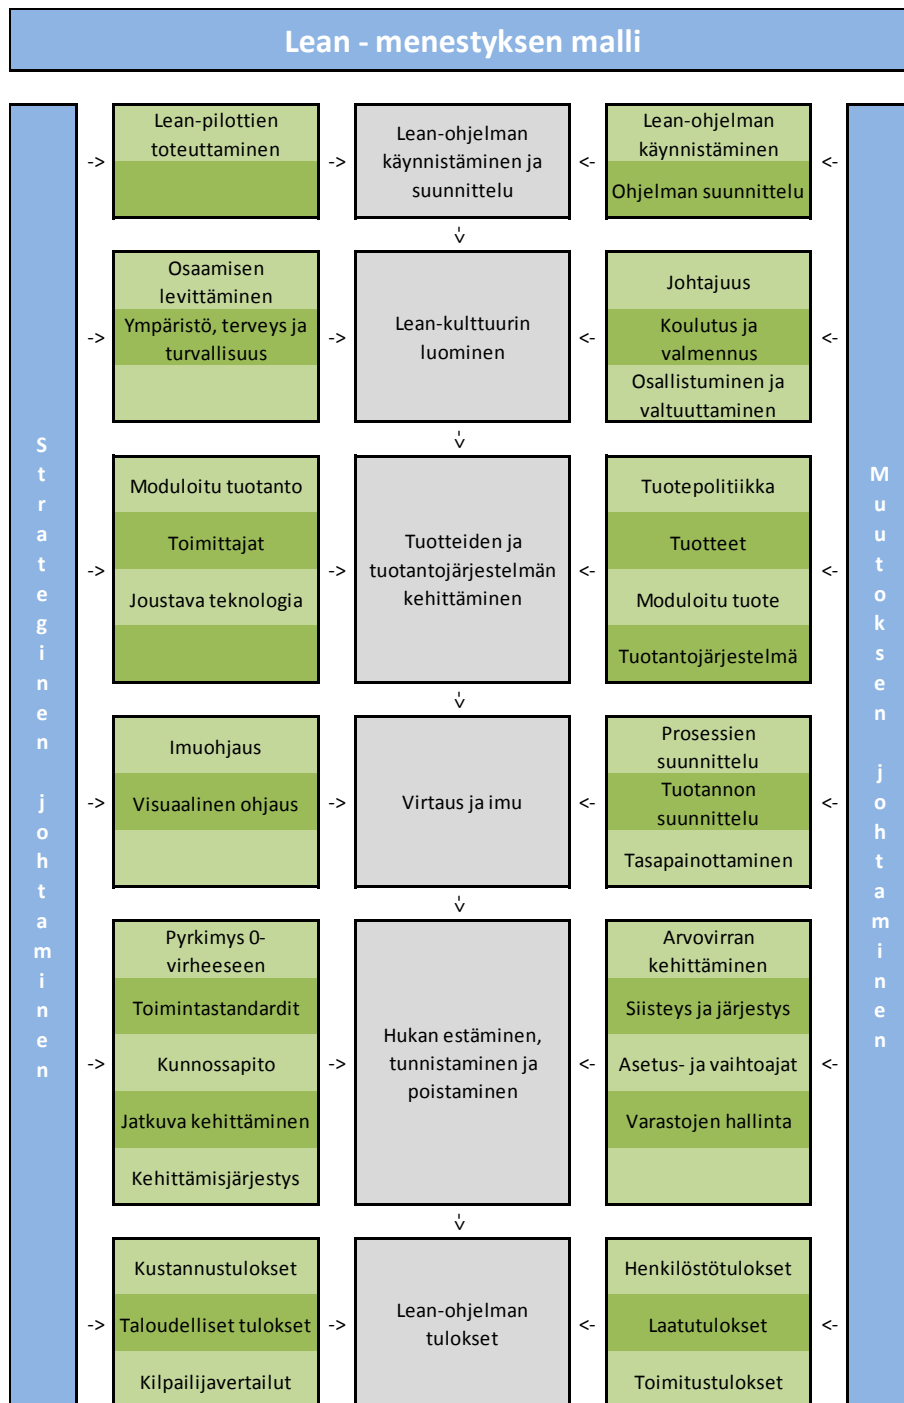 Lean - menestyksen malli
Strateginen johtaminen
Lean-pilottien
toteuttaminen
Lean-ohjelman
käynnistäminen ja
suunnittelu
Lean-ohjelman
käynnistäminen
Ohjelman suunnittelu
Osaamisen
levittäminen
Ympäristö, terveys ja
turvallisuus
Lean-kulttuurin
luominen
Johtajuus
Koulutus ja
valmennus
Osallistuminen ja
valtuuttaminen
Moduloitu tuotanto
Toimittajat
Joustava teknologia
Tuotteiden ja
tuotantojärjestelmän
kehittäminen
Tuotepolitiikka
Tuotteet
Moduloitu tuote
Tuotantojärjestelmä
Imuohjaus
Visuaalinen ohjaus
Virtaus ja imu
Prosessien
suunnittelu
Tuotannon
suunnittelu
Tasapainottaminen
Pyrkimys 0-
virheeseen
Toimintastandardit
Kunnossapito
Jatkuva kehittäminen
Kehittämisjärjestys
Hukan estäminen,
tunnistaminen ja
poistaminen
Arvovirran
kehittäminen
Siisteys ja järjestys
Asetus- ja vaihtoajat
Varastojen hallinta
Kustannustulokset
Taloudelliset tulokset
Kilpailijavertailut
Lean-ohjelman
tulokset
Henkilöstötulokset
Laatutulokset
Toimitustulokset
Muutoksen johtaminen